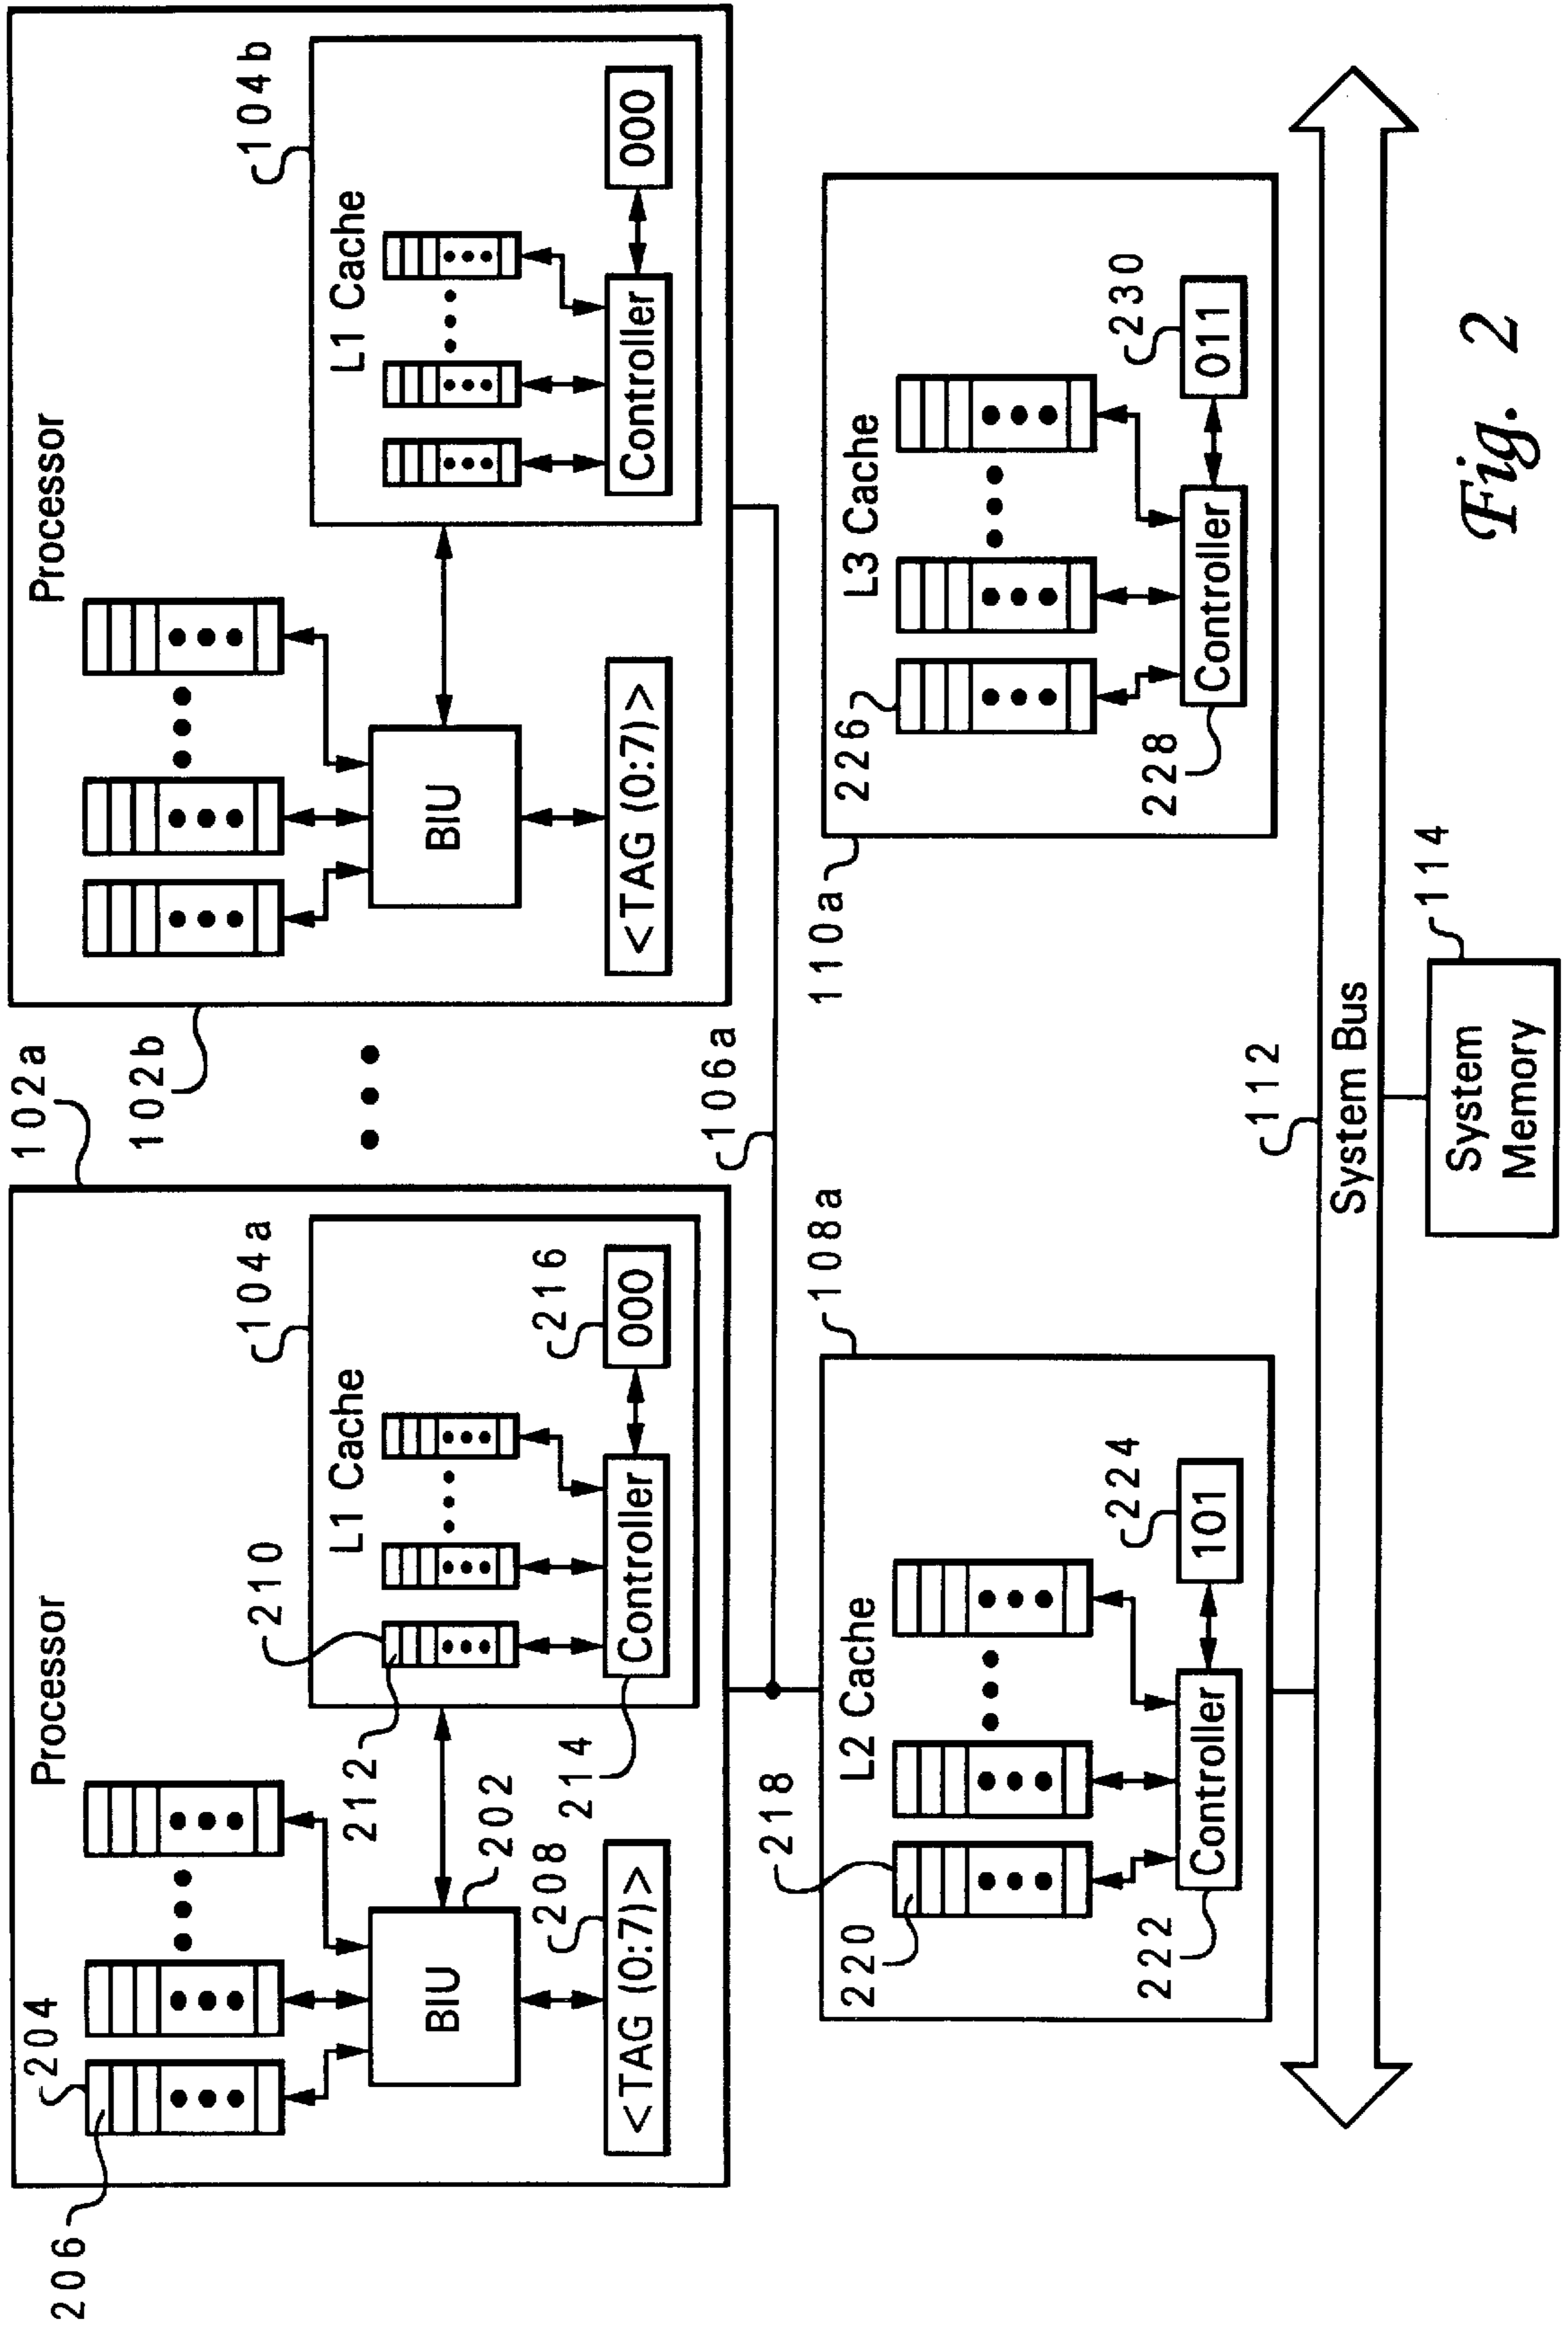 102a
102b
Processor
204
206
BIU
202
<TAG (0:7)>
208
L1 Cache
104a
210
212
Controller
214
000
216
Processor
BIU
<TAG (0:7)>
L1 Cache
104b
Controller
000
106a
L2 Cache
108a
218
220
Controller
222
101
224
L3 Cache
110a
226
Controller
228
011
230
112
System Bus
System
Memory
114
Fig. 2